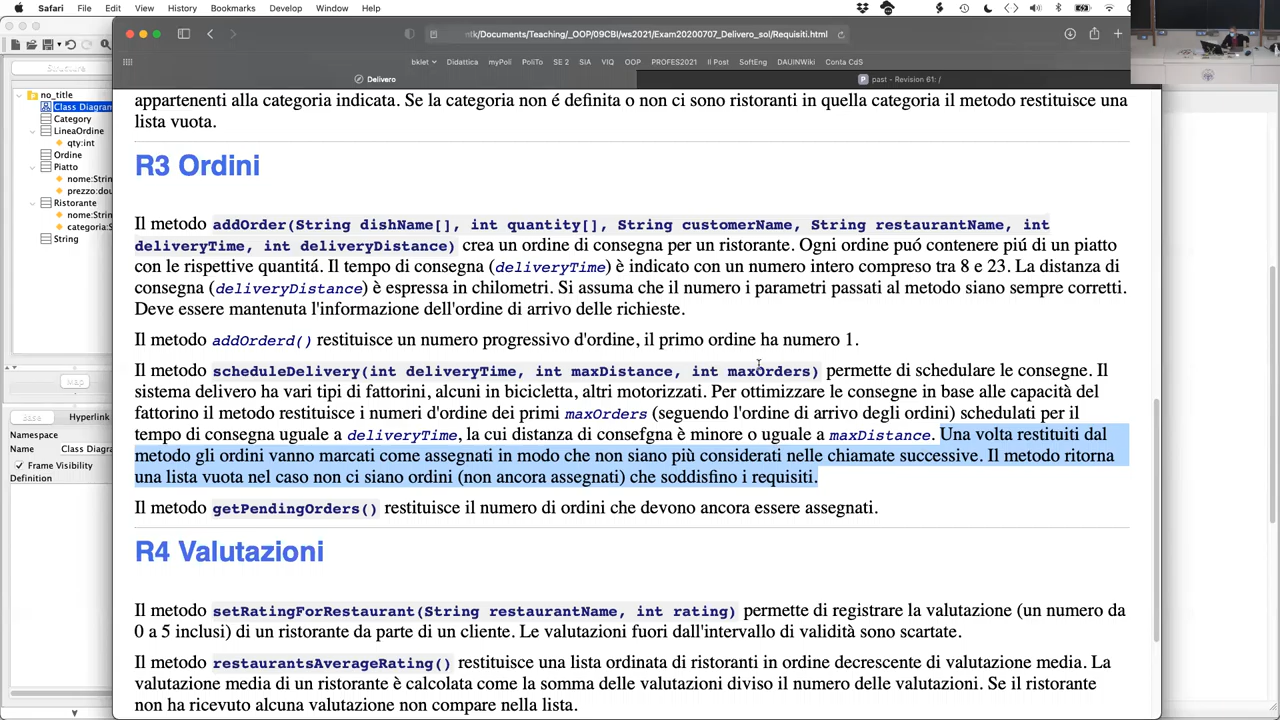 Safari File Edit View History Bookmarks Develop Window Help
tk/Documents/Teaching/_OOP/09CBI/ws2021/Exam20200707_Delivero_sol/Requisiti.html
bklet Didattica myPoli PoliTo SE 2 SIA VIQ OOP PROFES2021 Il Post SoftEng DAUINWiki Conta CdS
Delivero
past - Revision 61: /
Structure
no_title
Class Diagram
Category
LineaOrdine
qty:int
Ordine
Piatto
nome:Strin
prezzo:dou
Ristorante
nome:Strin
categoria:S
String
Map
Base Hyperlink
Namespace
Name Class Diagram
Frame Visibility
Definition
appartenenti alla categoria indicata. Se la categoria non é definita o non ci sono ristoranti in quella categoria il metodo restituisce una
lista vuota.
R3 Ordini
Il metodo addOrder(String dishName[], int quantity[], String customerName, String restaurantName, int
deliveryTime, int deliveryDistance) crea un ordine di consegna per un ristorante. Ogni ordine puó contenere piú di un piatto
con le rispettive quantitá. Il tempo di consegna (deliveryTime) è indicato con un numero intero compreso tra 8 e 23. La distanza di
consegna (deliveryDistance) è espressa in chilometri. Si assuma che il numero i parametri passati al metodo siano sempre corretti.
Deve essere mantenuta l'informazione dell'ordine di arrivo delle richieste.
Il metodo addOrderd() restituisce un numero progressivo d'ordine, il primo ordine ha numero 1.
Il metodo scheduleDelivery(int deliveryTime, int maxDistance, int maxOrders) permette di schedulare le consegne. Il
sistema delivero ha vari tipi di fattorini, alcuni in bicicletta, altri motorizzati. Per ottimizzare le consegne in base alle capacità del
fattorino il metodo restituisce i numeri d'ordine dei primi maxOrders (seguendo l'ordine di arrivo degli ordini) schedulati per il
tempo di consegna uguale a deliveryTime, la cui distanza di consefgna è minore o uguale a maxDistance. Una volta restituiti dal
metodo gli ordini vanno marcati come assegnati in modo che non siano più considerati nelle chiamate successive. Il metodo ritorna
una lista vuota nel caso non ci siano ordini (non ancora assegnati) che soddisfino i requisiti.
Il metodo getPendingOrders() restituisce il numero di ordini che devono ancora essere assegnati.
R4 Valutazioni
Il metodo setRatingForRestaurant(String restaurantName, int rating) permette di registrare la valutazione (un numero da
0 a 5 inclusi) di un ristorante da parte di un cliente. Le valutazioni fuori dall'intervallo di validità sono scartate.
Il metodo restaurantsAverageRating() restituisce una lista ordinata di ristoranti in ordine decrescente di valutazione media. La
valutazione media di un ristorante è calcolata come la somma delle valutazioni diviso il numero delle valutazioni. Se il ristorante
non ha ricevuto alcuna valutazione non compare nella lista.